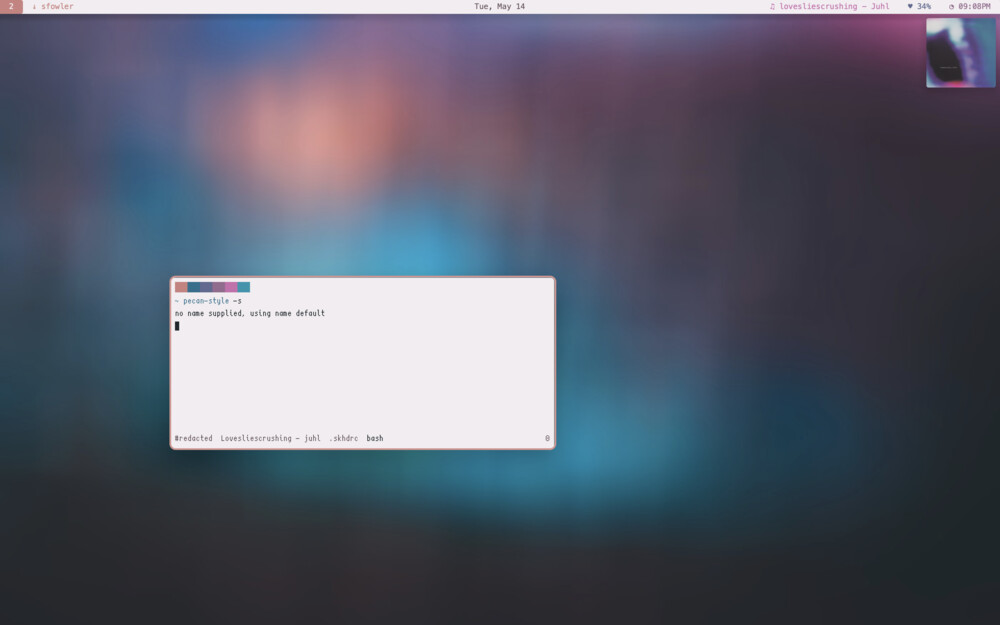 2 ↓ sfowler Tue, May 14 ♫ lovesliescrushing – Juhl ♥ 34% ◔ 09:08PM
~ pecan-style -s
no name supplied, using name default
#redacted Lovesliescrushing - juhl .skhdrc bash 0